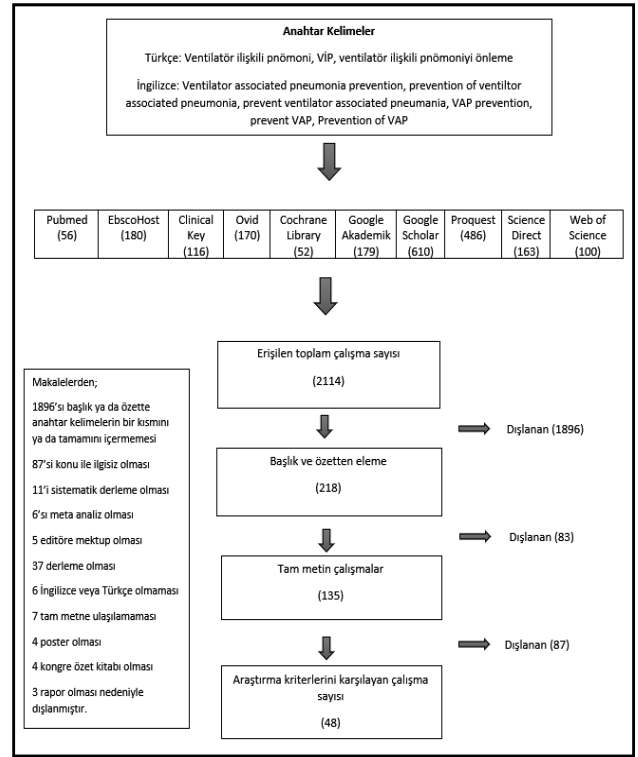 Anahtar Kelimeler
Türkçe: Ventilatör ilişkili pnömoni, VİP, ventilatör ilişkili pnömoniyi önleme
İngilizce: Ventilator associated pneumonia prevention, prevention of ventiltor
associated pneumonia, prevent ventilator associated pneumania, VAP prevention,
prevent VAP, Prevention of VAP
Pubmed
(56)
EbscoHost
(180)
Clinical
Key
(116)
Ovid
(170)
Cochrane
Library
(52)
Google
Akademik
(179)
Google
Scholar
(610)
Proquest
(486)
Science
Direct
(163)
Web of
Science
(100)
Erişilen toplam çalışma sayısı
(2114)
Dışlanan (1896)
Başlık ve özetten eleme
(218)
Dışlanan (83)
Tam metin çalışmalar
(135)
Dışlanan (87)
Araştırma kriterlerini karşılayan çalışma
sayısı
(48)
Makalelerden;
1896'sı başlık ya da özette
anahtar kelimelerin bir kısmını
ya da tamamını içermemesi
87'si konu ile ilgisiz olması
11'i sistematik derleme olması
6'sı meta analiz olması
5 editöre mektup olması
37 derleme olması
6 İngilizce veya Türkçe olmaması
7 tam metne ulaşılamaması
4 poster olması
4 kongre özet kitabı olması
3 rapor olması nedeniyle
dışlanmıştır.